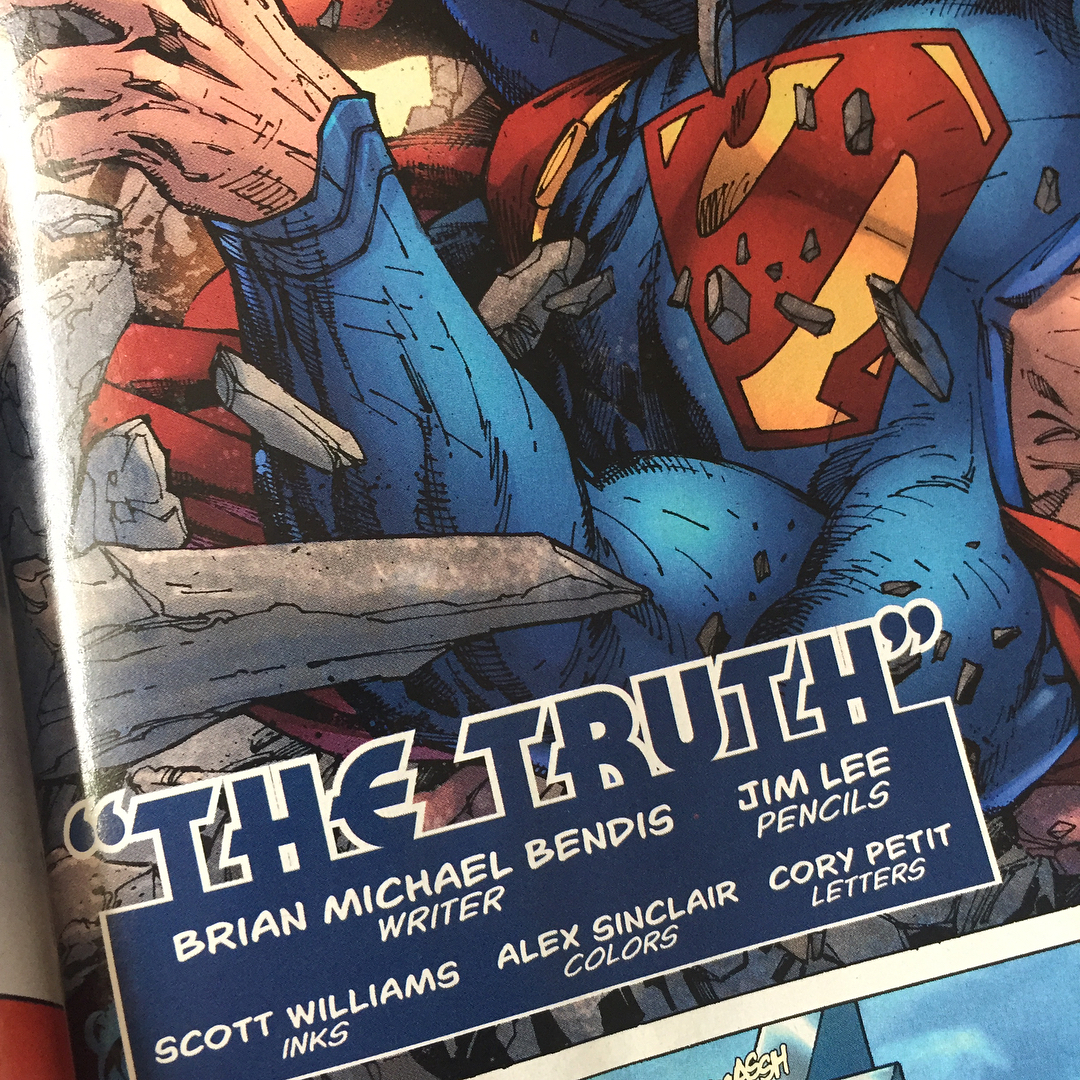 “THE TRUTH”
BRIAN MICHAEL BENDIS
WRITER
JIM LEE
PENCILS
SCOTT WILLIAMS
INKS
ALEX SINCLAIR
COLORS
CORY PETIT
LETTERS